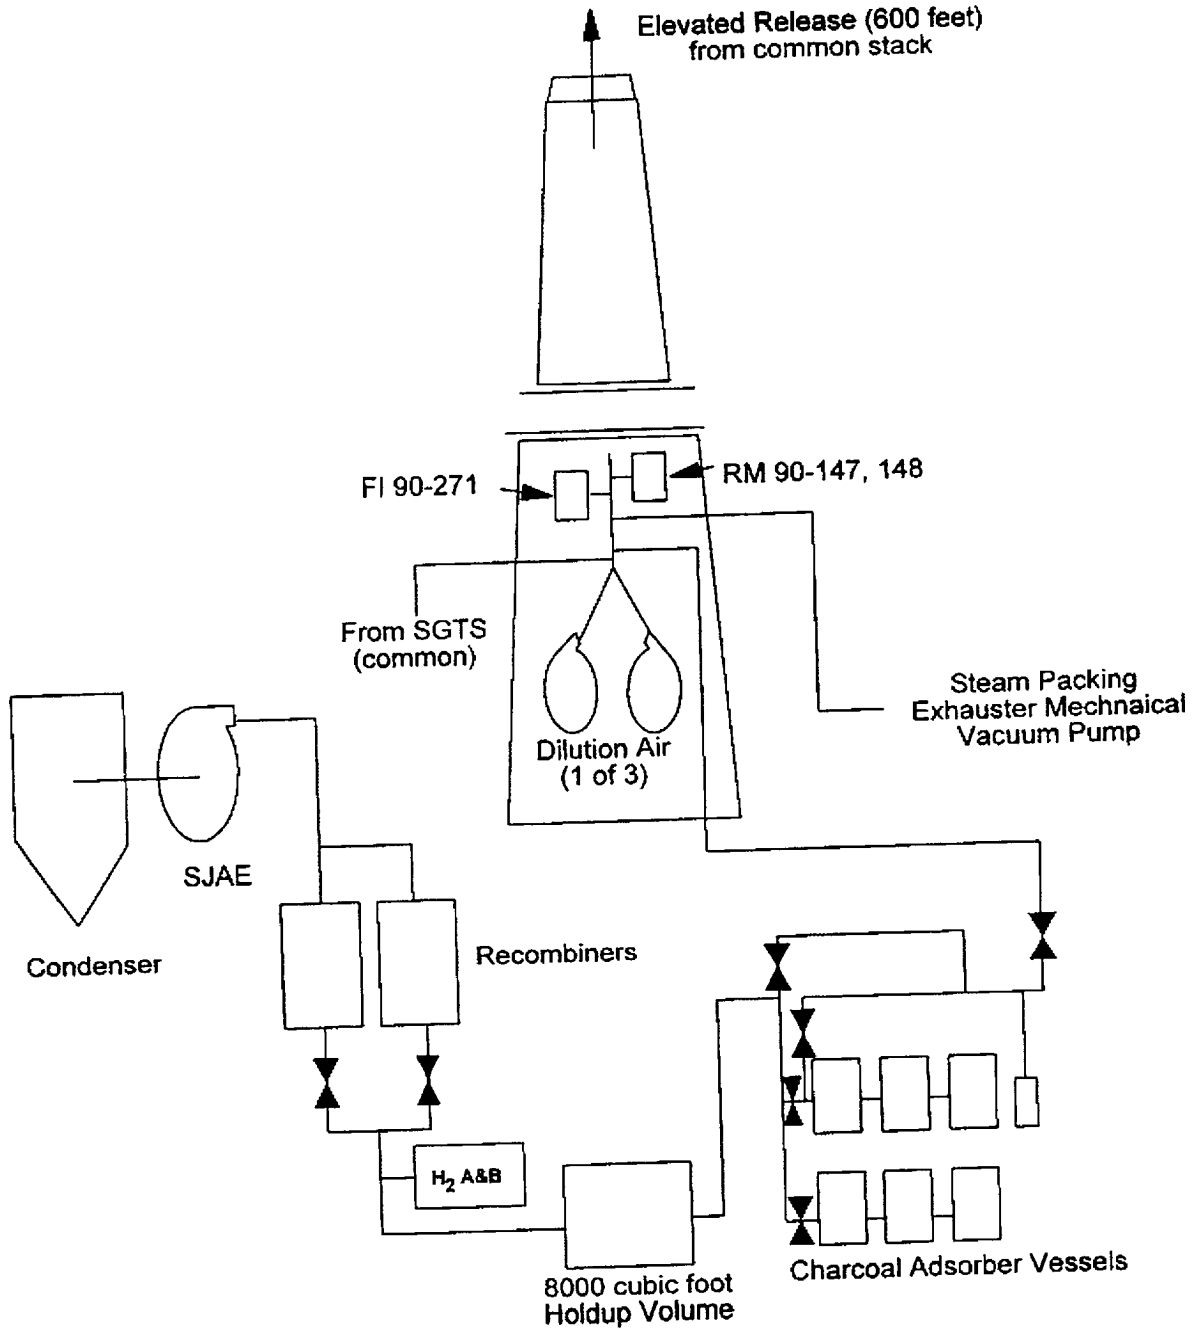 Elevated Release (600 feet)
from common stack
FI 90-271
RM 90-147, 148
From SGTS
(common)
Steam Packing
Exhauster Mechnaical
Vacuum Pump
Dilution Air
(1 of 3)
SJAE
Condenser
Recombiners
H₂ A&B
8000 cubic foot
Holdup Volume
Charcoal Adsorber Vessels